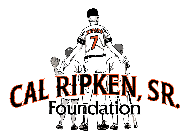 7
CAL RIPKEN, SR.
Foundation